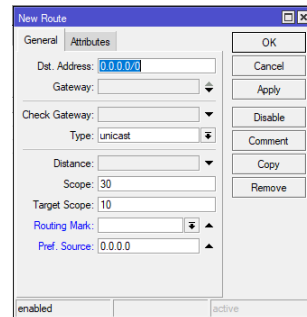 New Route
General
Attributes
Dst. Address: 0.0.0.0/0
Gateway:
Check Gateway:
Type: unicast
Distance:
Scope: 30
Target Scope: 10
Routing Mark:
Pref. Source: 0.0.0.0
OK
Cancel
Apply
Disable
Comment
Copy
Remove
enabled
active